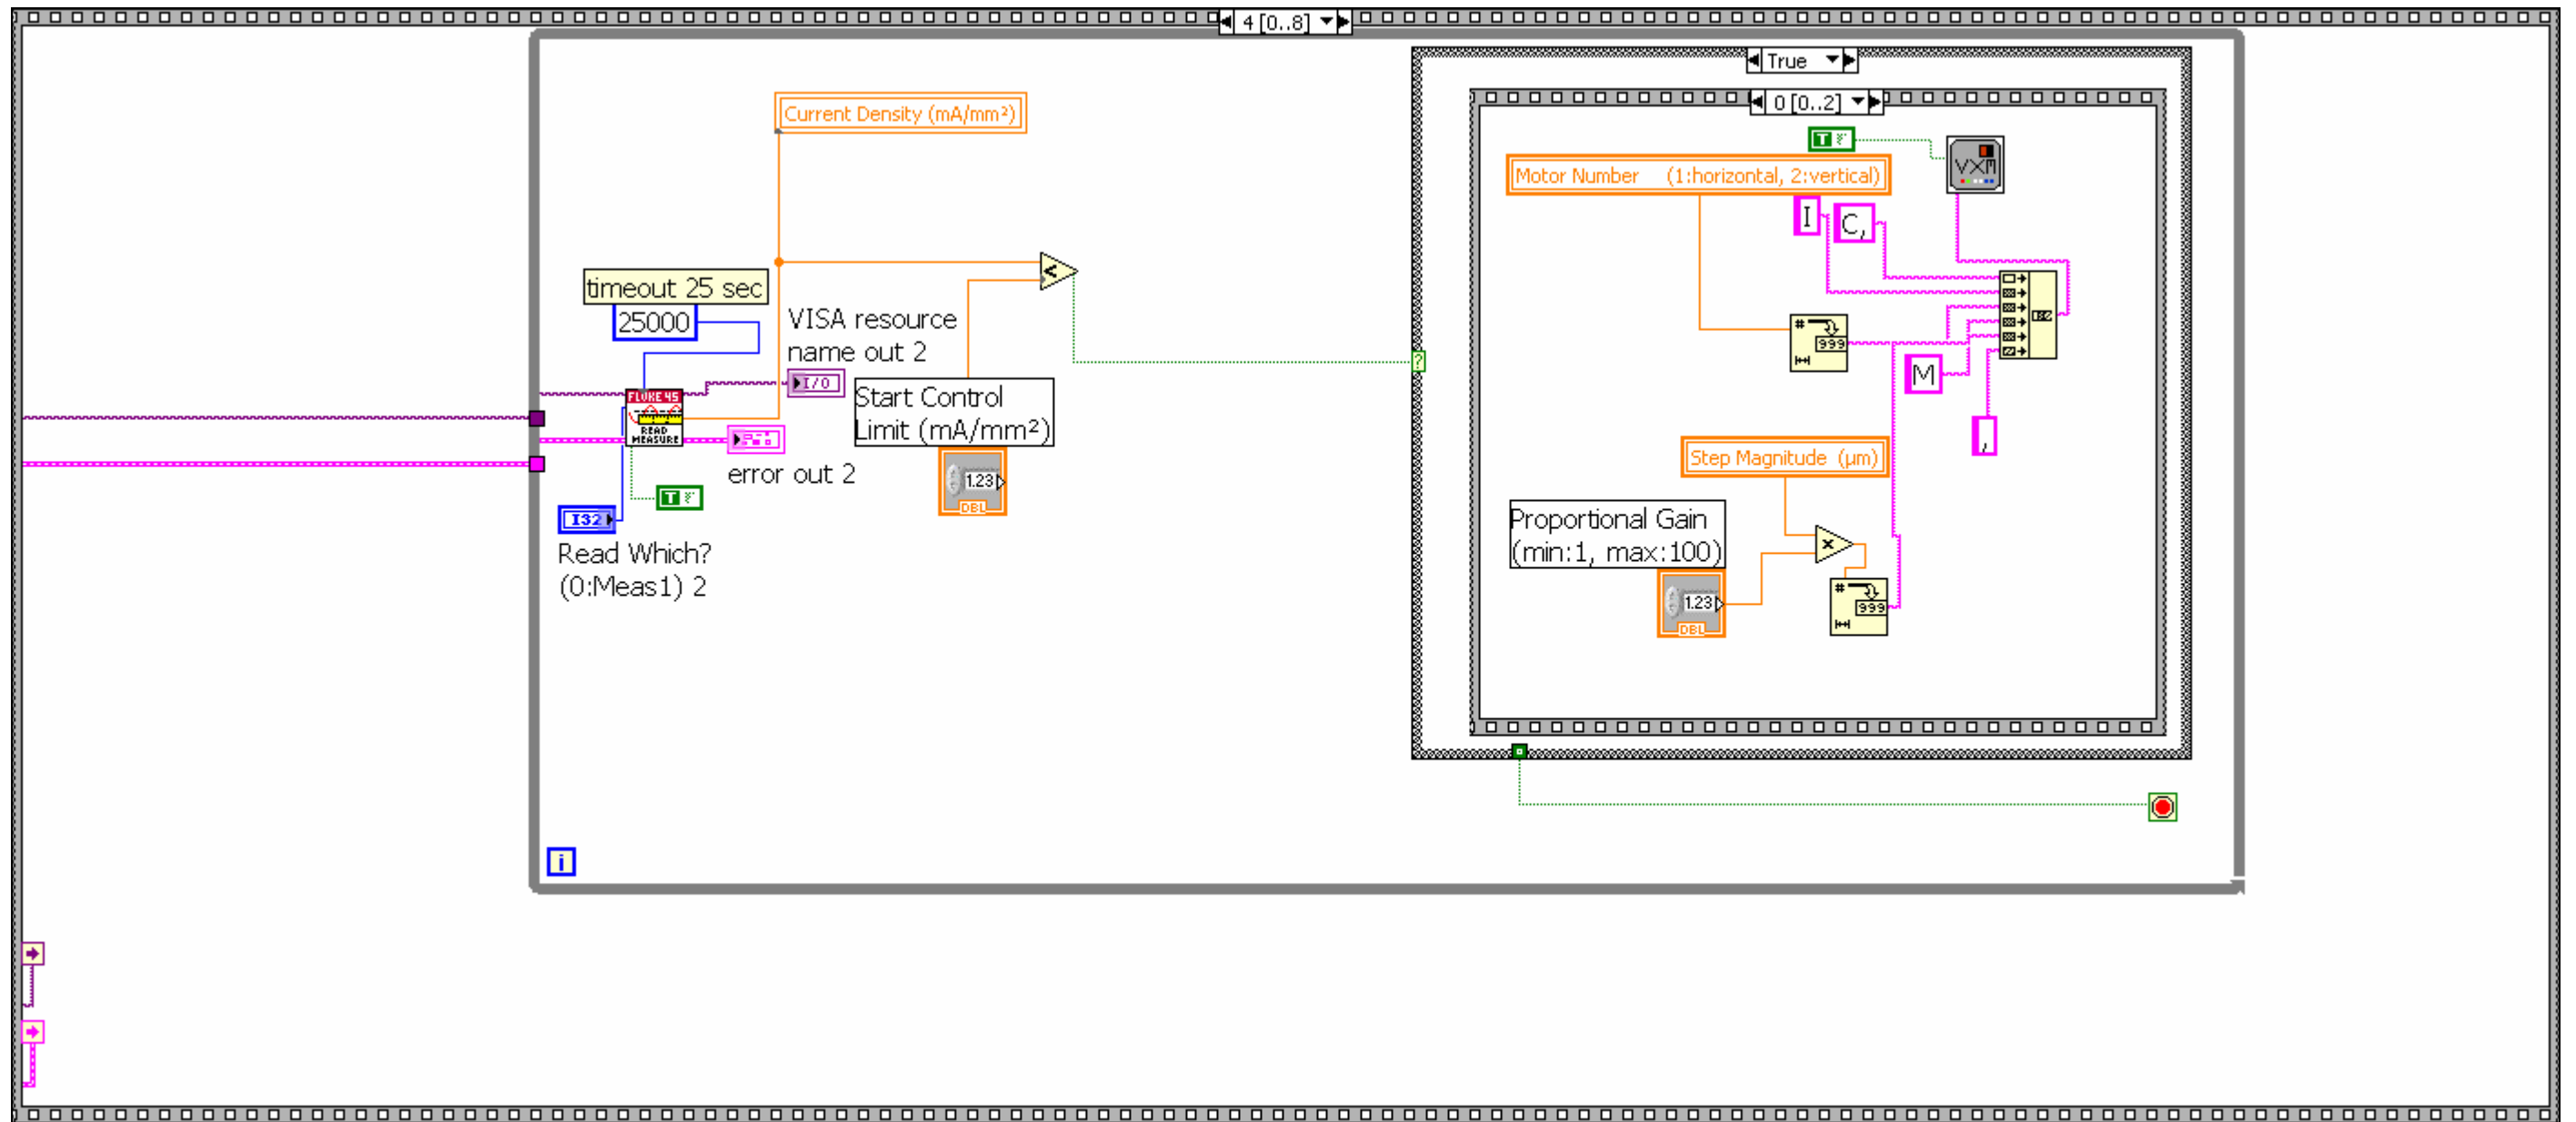 4 [0..8]
True
0 [0..2]
Current Density (mA/mm²)
T
VXM
Motor Number (1:horizontal, 2:vertical)
I
C,
timeout 25 sec
25000
VISA resource
name out 2
I/O
#
999
M
,
FLUKE 45
READ
MEASURE
Start Control
Limit (mA/mm²)
1.23
DBL
error out 2
T
I32
Read Which?
(0:Meas1) 2
Step Magnitude (µm)
Proportional Gain
(min:1, max:100)
1.23
DBL
#
999
?
i